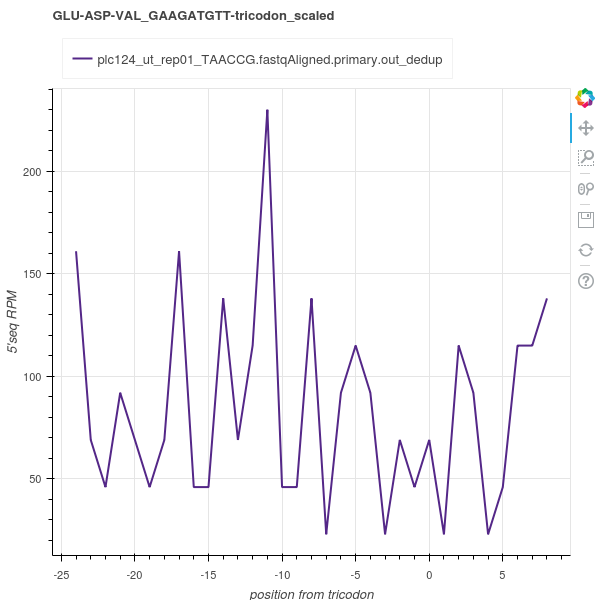 GLU-ASP-VAL_GAAGATGTT-tricodon_scaled
plc124_ut_rep01_TAACCG.fastqAligned.primary.out_dedup
200
150
100
50
5'seq RPM
-25 -20 -15 -10 -5 0 5
position from tricodon